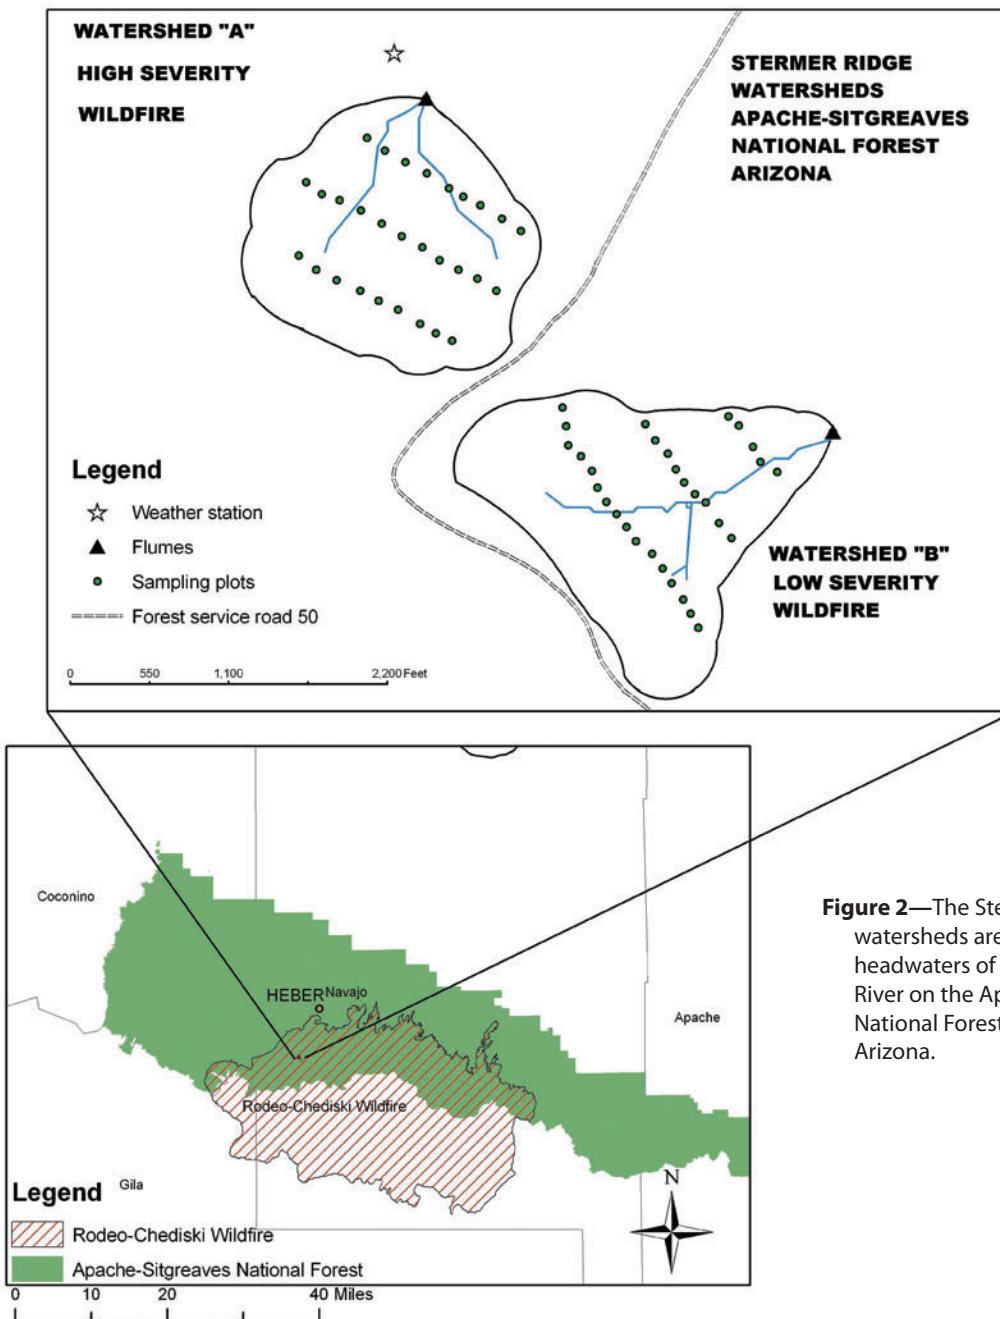 WATERSHED "A"
HIGH SEVERITY
WILDFIRE
STERMER RIDGE
WATERSHEDS
APACHE-SITGREAVES
NATIONAL FOREST
ARIZONA
Legend
Weather station
Flumes
Sampling plots
Forest service road 50
0 550 1,100 2,200 Feet
WATERSHED "B"
LOW SEVERITY
WILDFIRE
Coconino
HEBER
Navajo
Apache
Rodeo-Chediski Wildfire
Gila
N
Legend
Rodeo-Chediski Wildfire
Apache-Sitgreaves National Forest
0 10 20 40 Miles
Figure 2—The
watersheds
headwaters of
River on the
National Forest
Arizona.